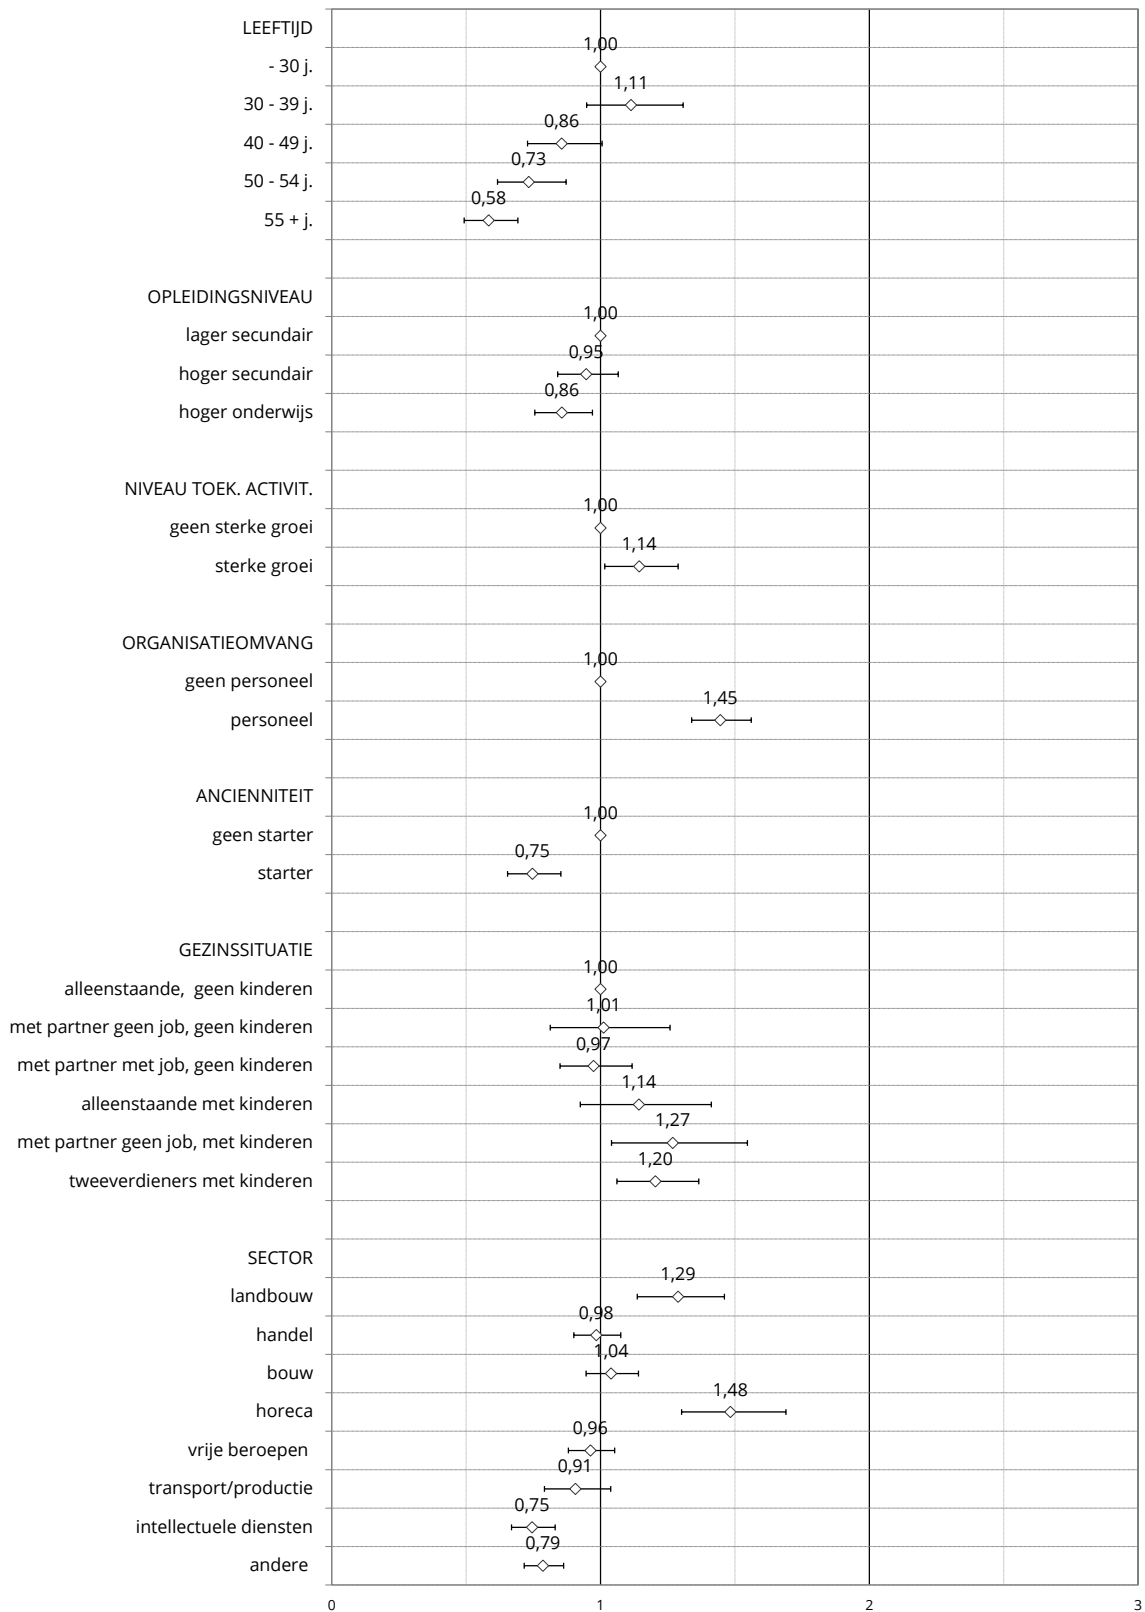 LEEFTIJD
1,00
- 30 j.
1,11
30 - 39 j.
0,86
40 - 49 j.
0,73
50 - 54 j.
0,58
55 + j.
OPLEIDINGSNIVEAU
1,00
lager secundair
0,95
hoger secundair
0,86
hoger onderwijs
NIVEAU TOEK. ACTIVIT.
1,00
geen sterke groei
1,14
sterke groei
ORGANISATIEOMVANG
1,00
geen personeel
1,45
personeel
ANCIENNITEIT
1,00
geen starter
0,75
starter
GEZINSSITUATIE
1,00
alleenstaande, geen kinderen
1,01
met partner geen job, geen kinderen
0,97
met partner met job, geen kinderen
1,14
alleenstaande met kinderen
1,27
met partner geen job, met kinderen
1,20
tweeverdieners met kinderen
SECTOR
1,29
landbouw
0,98
handel
1,04
bouw
1,48
horeca
0,96
vrije beroepen
0,91
transport/productie
0,75
intellectuele diensten
0,79
andere
0 1 2 3